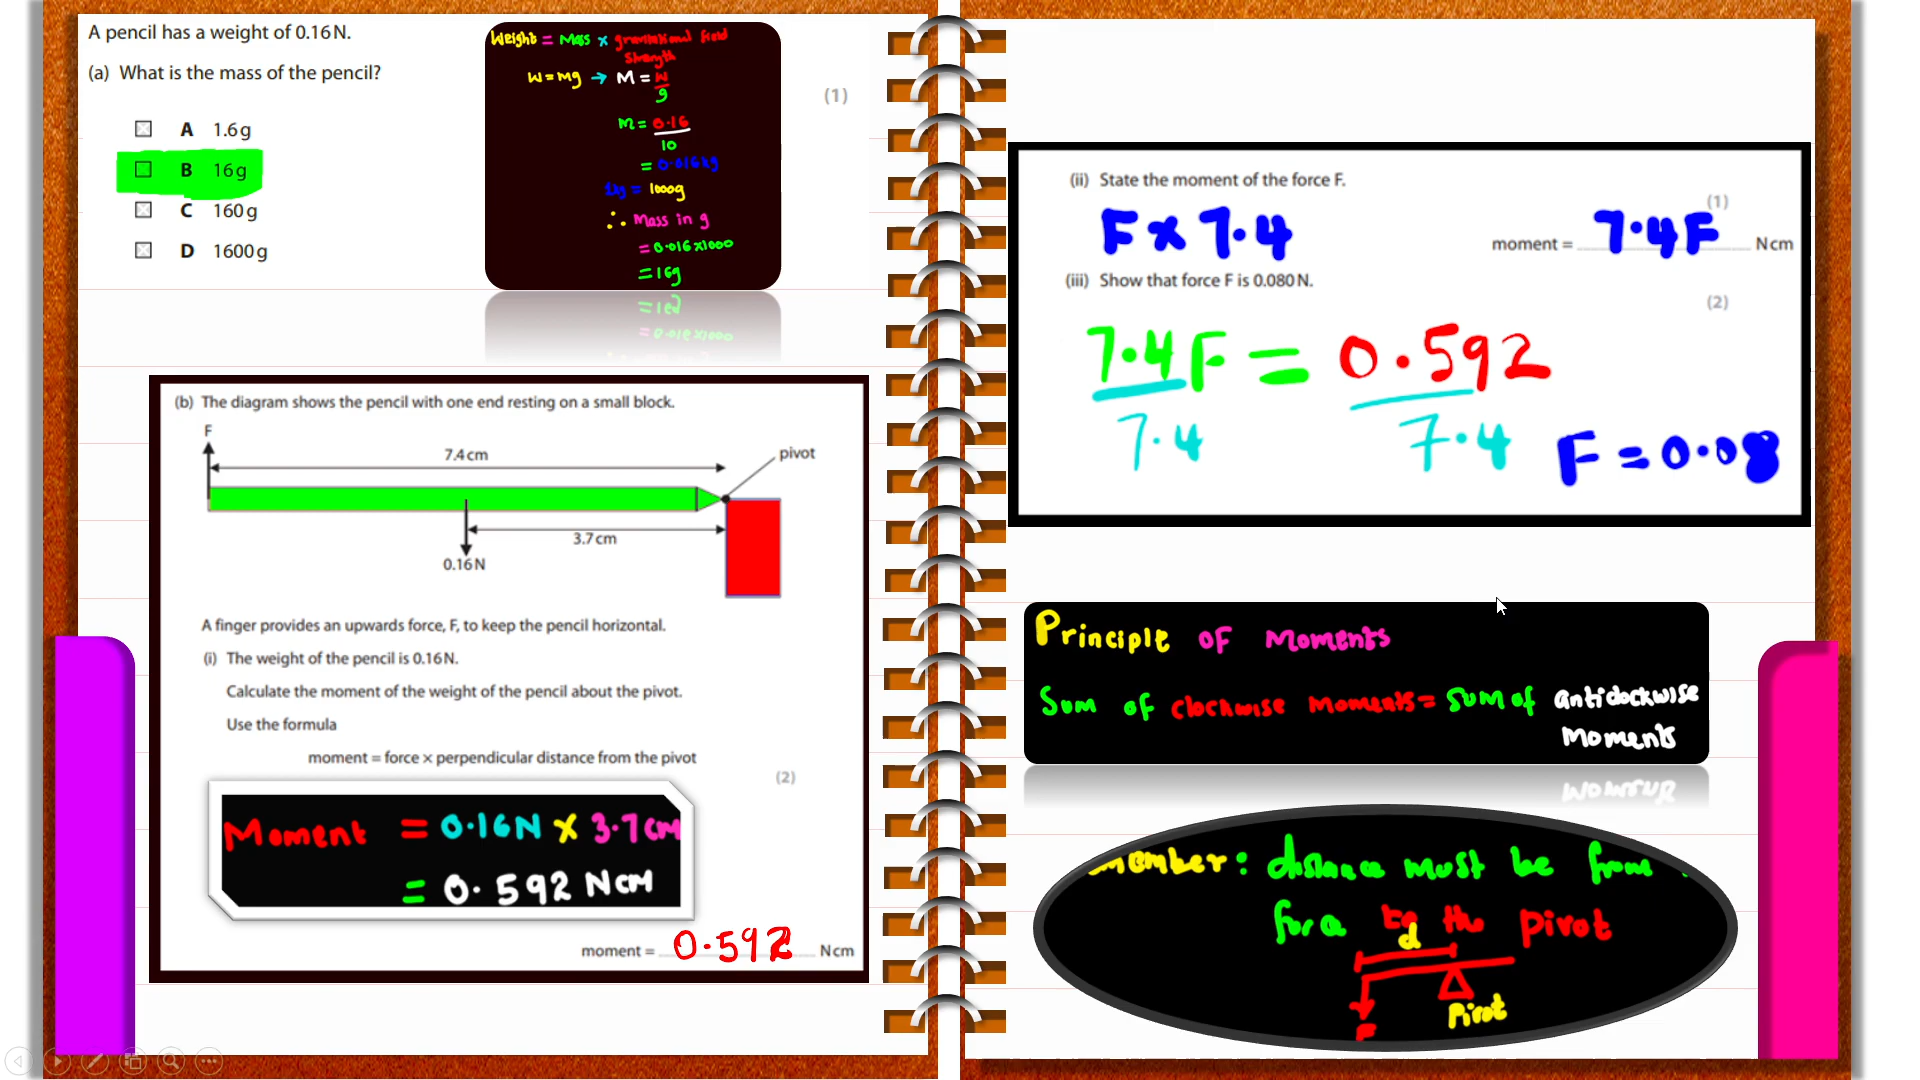 A pencil has a weight of 0.16 N.
(a) What is the mass of the pencil?
(1)
A 1.6 g
B 16 g
C 160 g
D 1600 g
Weight = Mass x gravitational field
Strength
W = mg → M = W
g
M = 0.16
10
= 0.016kg
1kg = 1000g
∴ Mass in g
= 0.016x1000
= 16g
(b) The diagram shows the pencil with one end resting on a small block.
F
7.4 cm
pivot
3.7 cm
0.16 N
A finger provides an upwards force, F, to keep the pencil horizontal.
(i) The weight of the pencil is 0.16 N.
Calculate the moment of the weight of the pencil about the pivot.
Use the formula
moment = force × perpendicular distance from the pivot
(2)
Moment = 0.16N x 3.7cm
= 0.592 Ncm
moment = 0.592 N cm
(ii) State the moment of the force F.
(1)
F x 7.4
moment = 7.4F N cm
(iii) Show that force F is 0.080 N.
(2)
7.4F = 0.592
7.4 7.4
F = 0.08
Principle of Moments
Sum of clockwise moments = sum of anticlockwise
Moments
member: distance must be from
to the pivot
d
Pivot
F